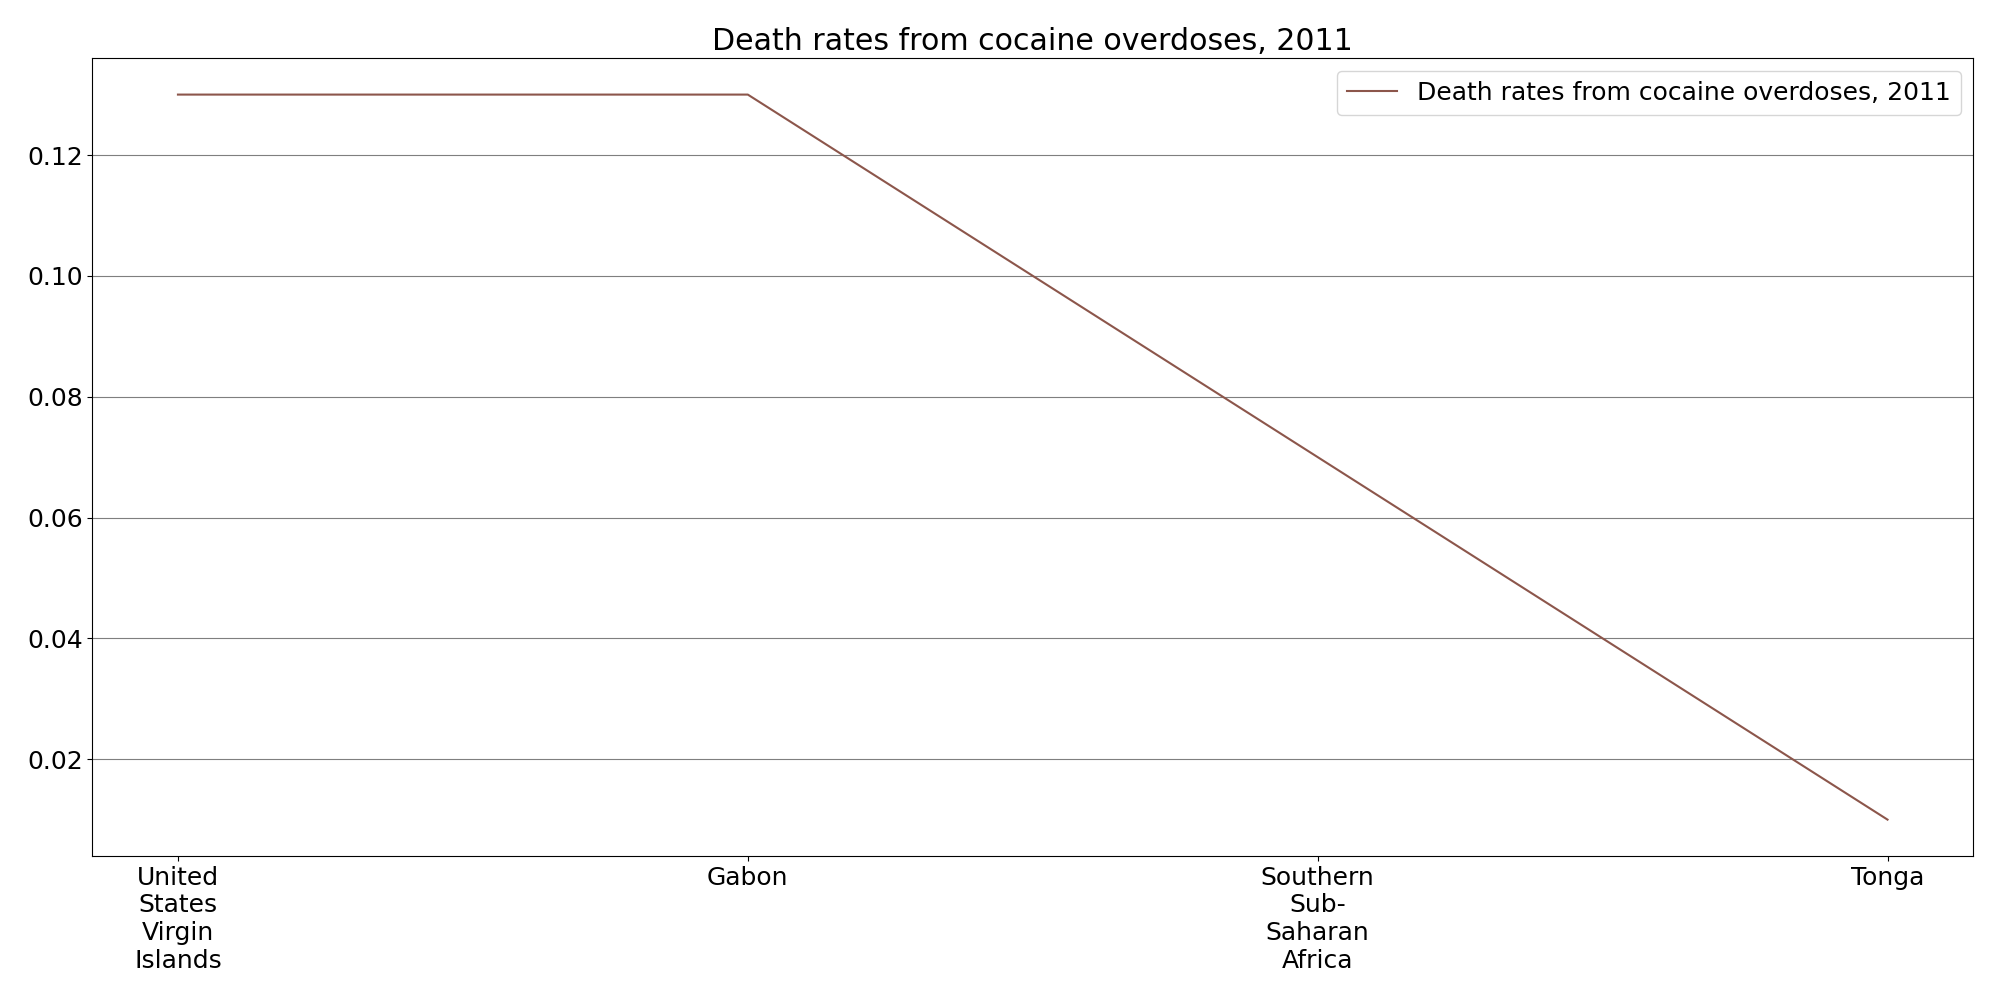 Death rates from cocaine overdoses, 2011
Death rates from cocaine overdoses, 2011
0.12
0.10
0.08
0.06
0.04
0.02
United
States
Virgin
Islands
Gabon
Southern
Sub-
Saharan
Africa
Tonga